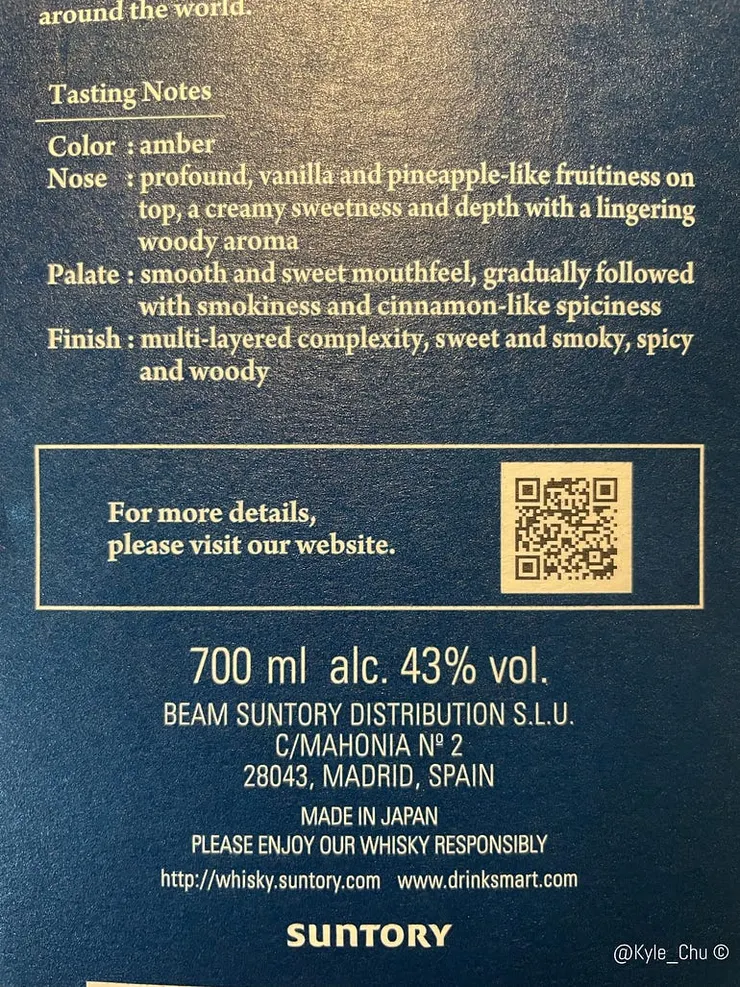 around the world.
Tasting Notes
Color : amber
Nose : profound, vanilla and pineapple-like fruitiness on
top, a creamy sweetness and depth with a lingering
woody aroma
Palate : smooth and sweet mouthfeel, gradually followed
with smokiness and cinnamon-like spiciness
Finish : multi-layered complexity, sweet and smoky, spicy
and woody
For more details,
please visit our website.
700 ml alc. 43% vol.
BEAM SUNTORY DISTRIBUTION S.L.U.
C/MAHONIA Nº 2
28043, MADRID, SPAIN
MADE IN JAPAN
PLEASE ENJOY OUR WHISKY RESPONSIBLY
http://whisky.suntory.com www.drinksmart.com
SUNTORY
@Kyle_Chu ©